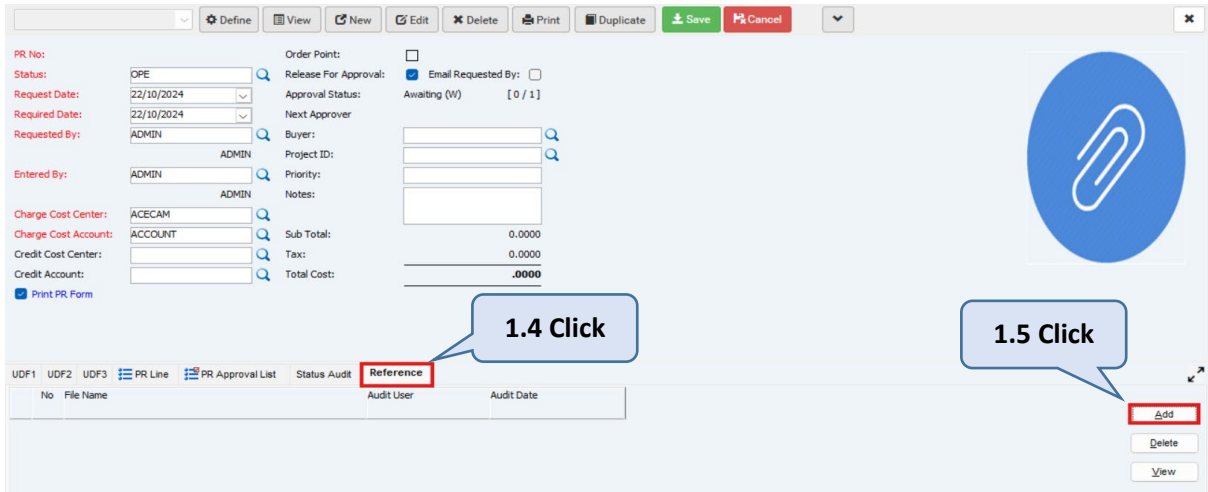 Define View New Edit Delete Print Duplicate Save Cancel
PR No: Order Point:
Status: OPE Release For Approval: Email Requested By:
Request Date: 22/10/2024 Approval Status: Awaiting (W) [ 0 / 1 ]
Required Date: 22/10/2024 Next Approver
Requested By: ADMIN Buyer:
ADMIN Project ID:
Entered By: ADMIN Priority:
ADMIN Notes:
Charge Cost Center: ACECAM
Charge Cost Account: ACCOUNT Sub Total: 0.0000
Credit Cost Center: Tax: 0.0000
Credit Account: Total Cost: .0000
Print PR Form
1.4 Click
1.5 Click
UDF1 UDF2 UDF3 PR Line PR Approval List Status Audit Reference
No File Name Audit User Audit Date
Add
Delete
View